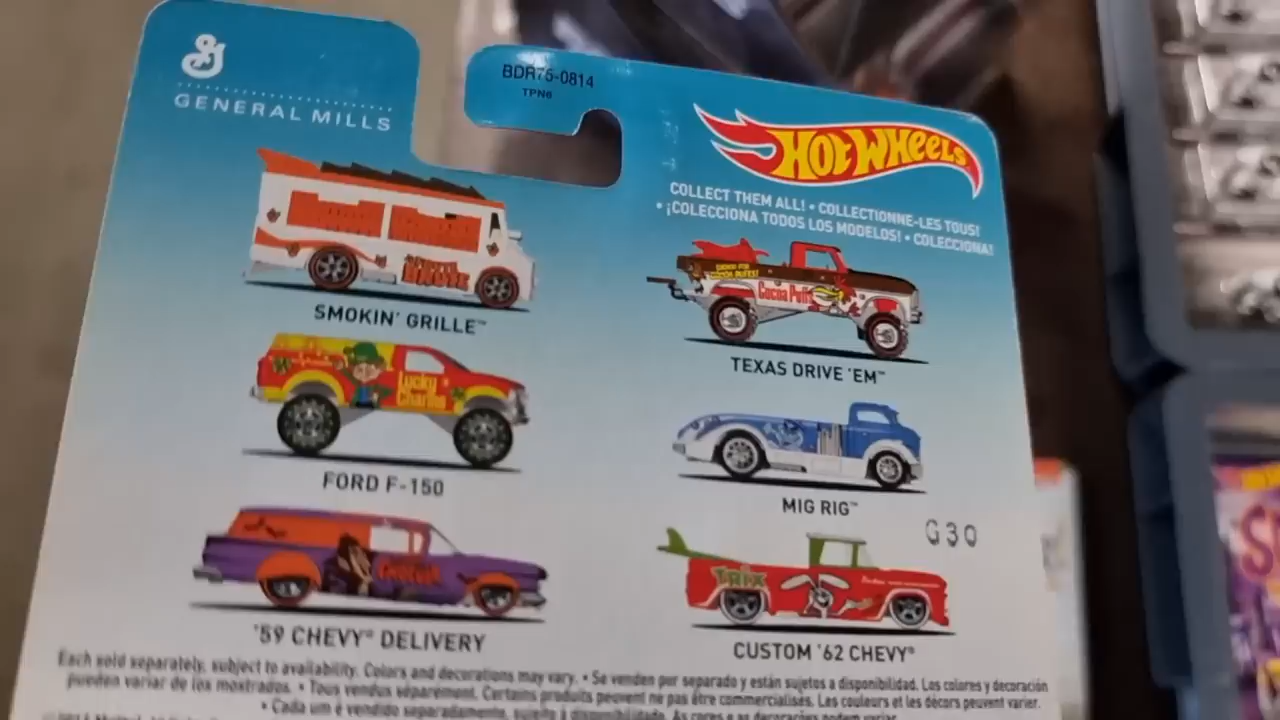 GENERAL MILLS
BDR75-0814
TPN6
HOT WHEELS
COLLECT THEM ALL! • COLLECTIONNE-LES TOUS!
• ¡COLECCIONA TODOS LOS MODELOS! • COLECCIONA!
SMOKIN' GRILLE™
Cocoa Puffs
TEXAS DRIVE 'EM™
Lucky
Charms
FORD F-150
MIG RIG™
G30
'59 CHEVY® DELIVERY
TRIX
CUSTOM '62 CHEVY®
Each sold separately, subject to availability. Colors and decorations may vary. • Se venden por separado y están sujetos a disponibilidad. Los colores y decoración
pueden variar de los mostrados. • Tous vendus séparément. Certains produits peuvent ne pas être commercialisés. Les couleurs et les décors peuvent varier.
• Cada um é vendido separadamente, sujeito à disponibilidade. As cores e as decorações podem variar.